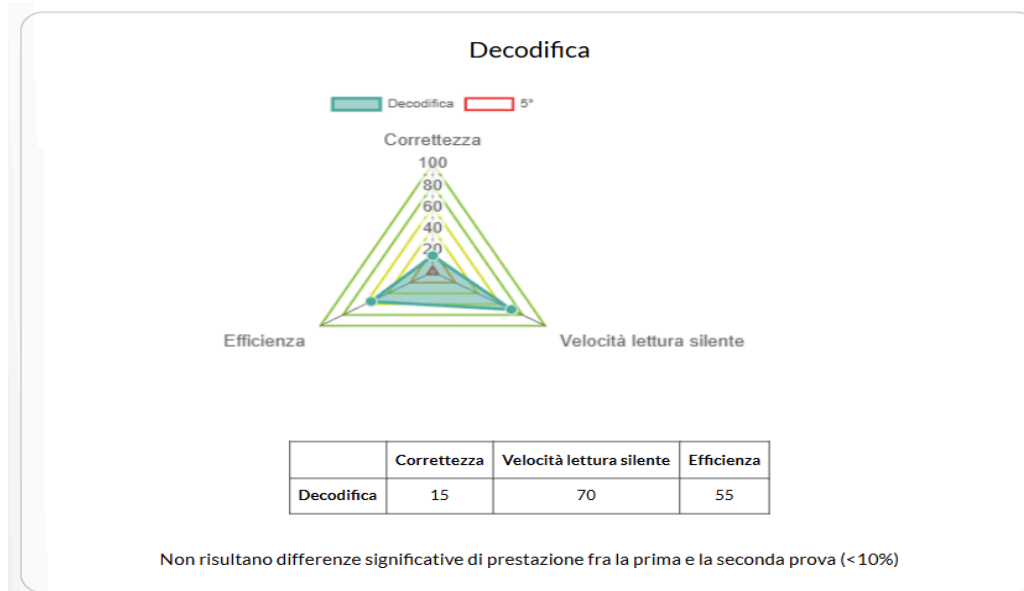 Decodifica
Decodifica 5°
Correttezza
100
80
60
40
20
Efficienza Velocità lettura silente
Correttezza Velocità lettura silente Efficienza
Decodifica 15 70 55
Non risultano differenze significative di prestazione fra la prima e la seconda prova (<10%)